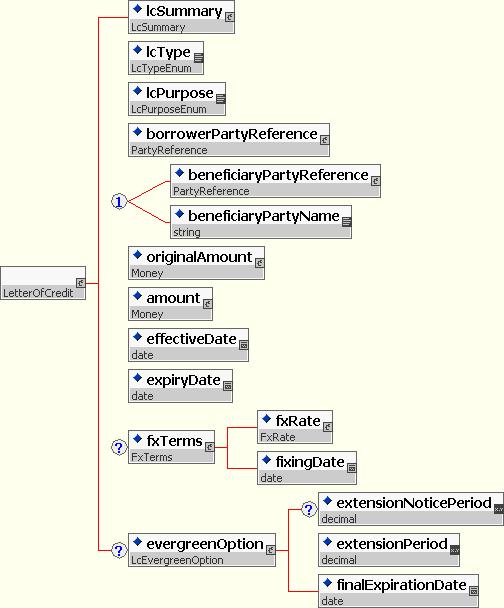 lcSummary
LcSummary
lcType
LcTypeEnum
lcPurpose
LcPurposeEnum
borrowerPartyReference
PartyReference
1
beneficiaryPartyReference
PartyReference
beneficiaryPartyName
string
originalAmount
Money
LetterOfCredit
amount
Money
effectiveDate
date
expiryDate
date
?
fxTerms
FxTerms
fxRate
FxRate
fixingDate
date
?
evergreenOption
LcEvergreenOption
?
extensionNoticePeriod
decimal
extensionPeriod
decimal
finalExpirationDate
date